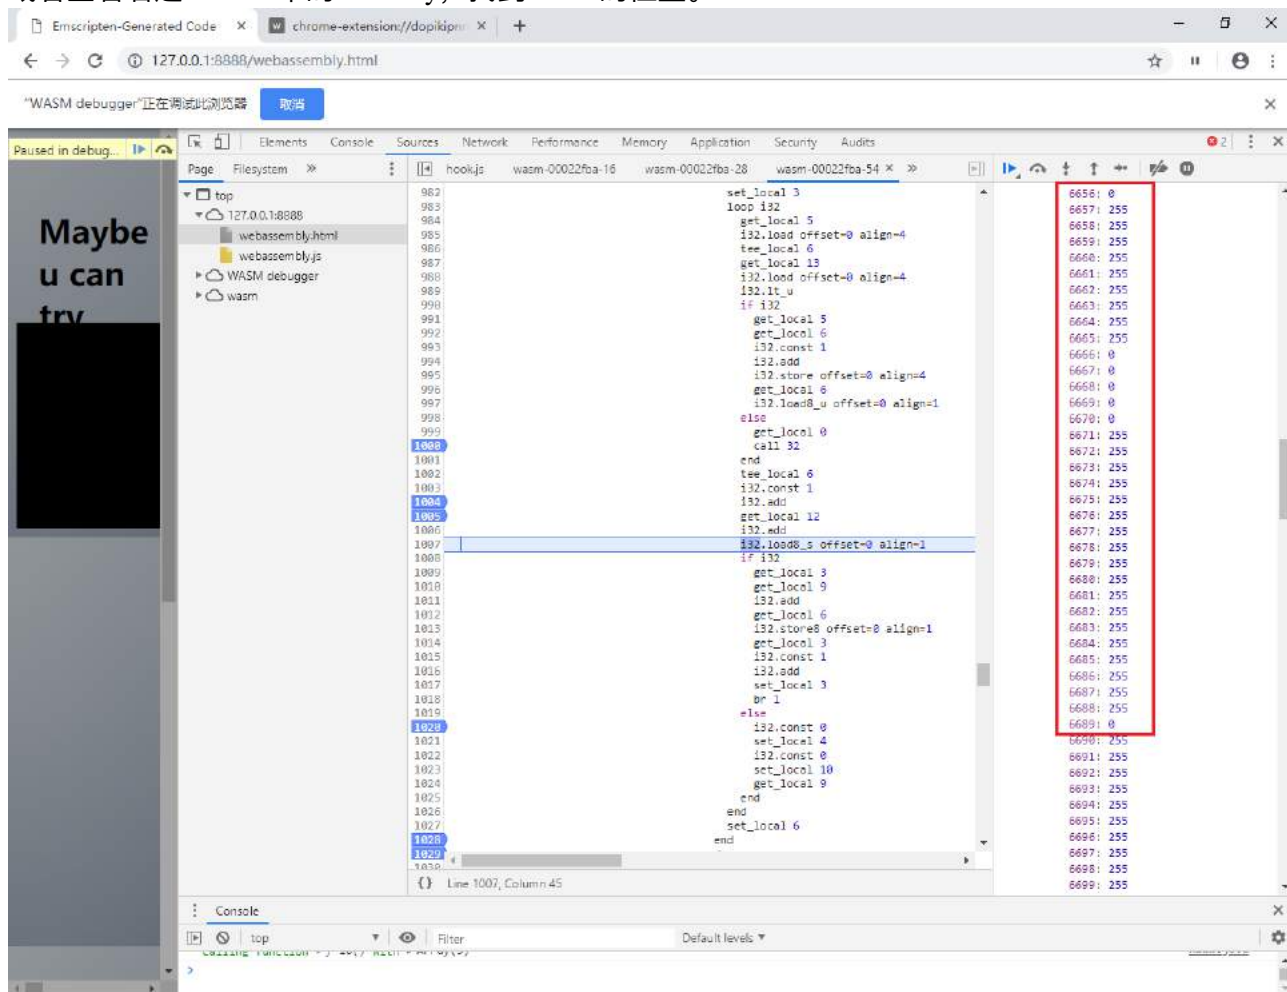 Emscripten-Generated Code × chrome-extension://dopikipn × +
127.0.0.1:8888/webassembly.html
"WASM debugger"正在调试此浏览器 取消 ×
Paused in debug...
Elements Console Sources Network Performance Memory Application Security Audits 2
Page Filesystem » hook.js wasm-00022fba-16 wasm-00022fba-28 wasm-00022fba-54 × »
top
127.0.0.1:8888
webassembly.html
webassembly.js
WASM debugger
wasm
Maybe
u can
try
982 set_local 3
983 loop i32
984 get_local 5
985 i32.load offset=0 align=4
986 tee_local 6
987 get_local 13
988 i32.load offset=0 align=4
989 i32.lt_u
990 if i32
991 get_local 5
992 get_local 6
993 i32.const 1
994 i32.add
995 i32.store offset=0 align=4
996 get_local 6
997 i32.load8_u offset=0 align=1
998 else
999 get_local 0
1000 call 32
1001 end
1002 tee_local 6
1003 i32.const 1
1004 i32.add
1005 get_local 12
1006 i32.add
1007 i32.load8_s offset=0 align=1
1008 if i32
1009 get_local 3
1010 get_local 9
1011 i32.add
1012 get_local 6
1013 i32.store8 offset=0 align=1
1014 get_local 3
1015 i32.const 1
1016 i32.add
1017 set_local 3
1018 br 1
1019 else
1020 i32.const 0
1021 set_local 4
1022 i32.const 0
1023 set_local 10
1024 get_local 9
1025 end
1026 end
1027 set_local 6
1028 end
1029
1030
{} Line 1007, Column 45
6656: 0
6657: 255
6658: 255
6659: 255
6660: 255
6661: 255
6662: 255
6663: 255
6664: 255
6665: 255
6666: 0
6667: 0
6668: 0
6669: 0
6670: 0
6671: 255
6672: 255
6673: 255
6674: 255
6675: 255
6676: 255
6677: 255
6678: 255
6679: 255
6680: 255
6681: 255
6682: 255
6683: 255
6684: 255
6685: 255
6686: 255
6687: 255
6688: 255
6689: 0
6690: 255
6691: 255
6692: 255
6693: 255
6694: 255
6695: 255
6696: 255
6697: 255
6698: 255
6699: 255
Console
top Filter Default levels ▼
>